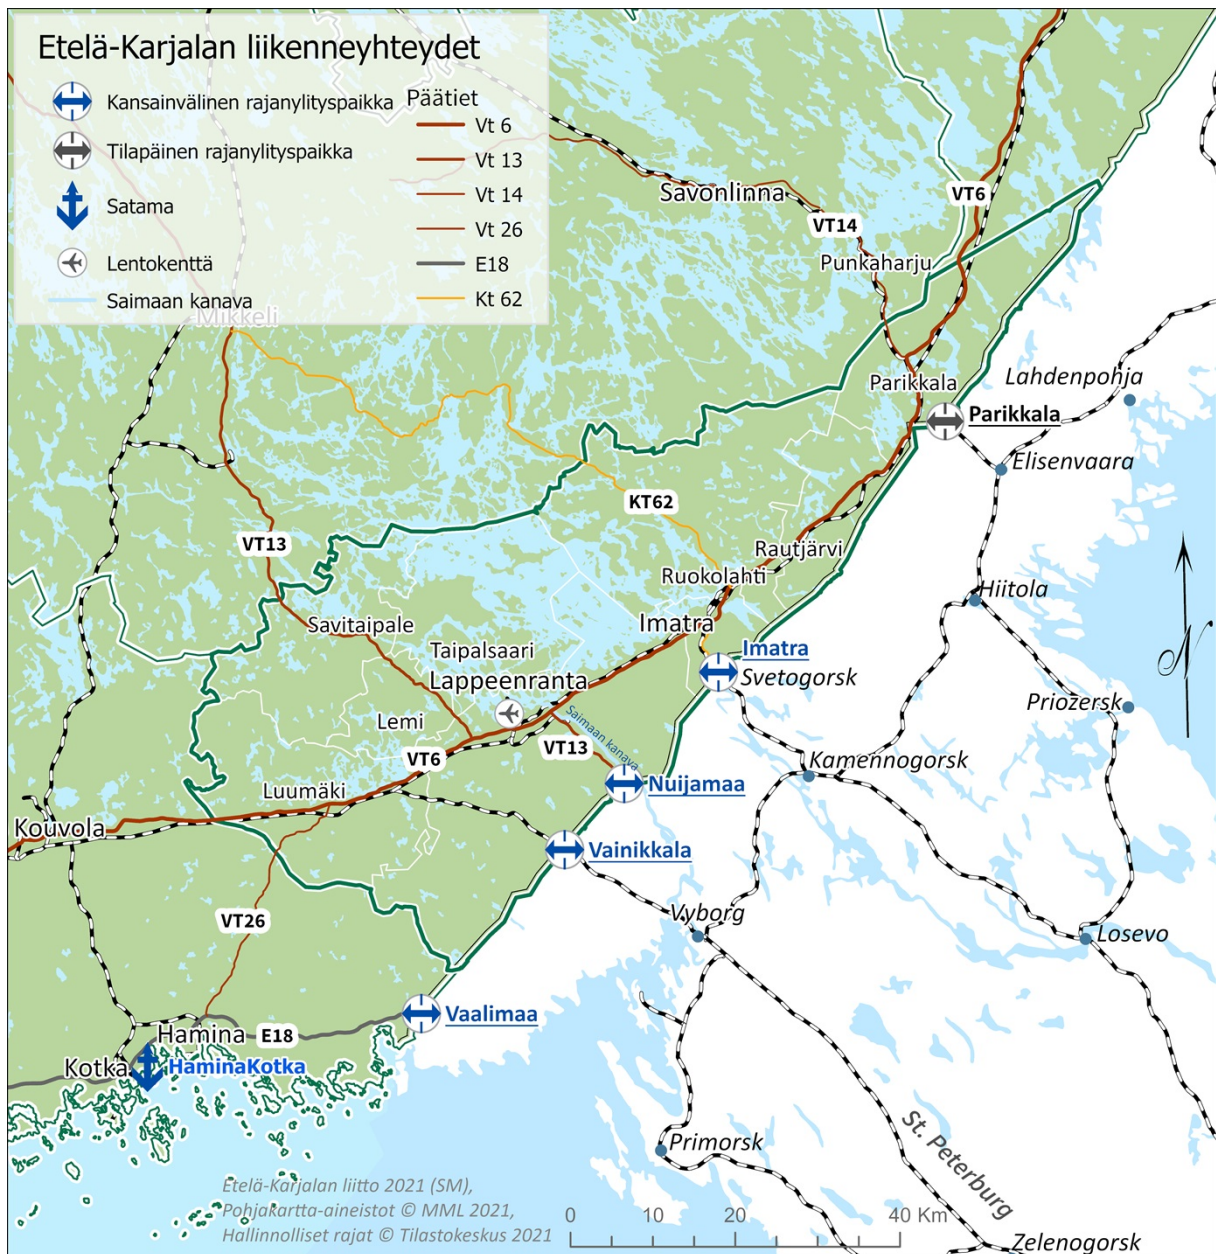 Etelä-Karjalan liikenneyhteydet
Kansainvälinen rajanylityspaikka
Tilapäinen rajanylityspaikka
Satama
Lentokenttä
Saimaan kanava
Päätiet
Vt 6
Vt 13
Vt 14
Vt 26
E18
Kt 62
Mikkeli
Savonlinna
VT6
VT14
Punkaharju
Parikkala
Lahdenpohja
Parikkala
Elisenvaara
KT62
VT13
Rautjärvi
Ruokolahti
Hiitola
Savitaipale
Imatra
Taipalsaari
Imatra
Lappeenranta
Svetogorsk
Priozersk
Lemi
Saimaan kanava
VT13
VT6
Kamennogorsk
Nuijamaa
Luumäki
Kouvola
Vainikkala
VT26
Vyborg
Losevo
Vaalimaa
Hamina
E18
Kotka
HaminaKotka
Primorsk
St. Peterburg
Zelenogorsk
N
Etelä-Karjalan liitto 2021 (SM),
Pohjakartta-aineistot © MML 2021,
Hallinnolliset rajat © Tilastokeskus 2021
0 10 20 40 Km